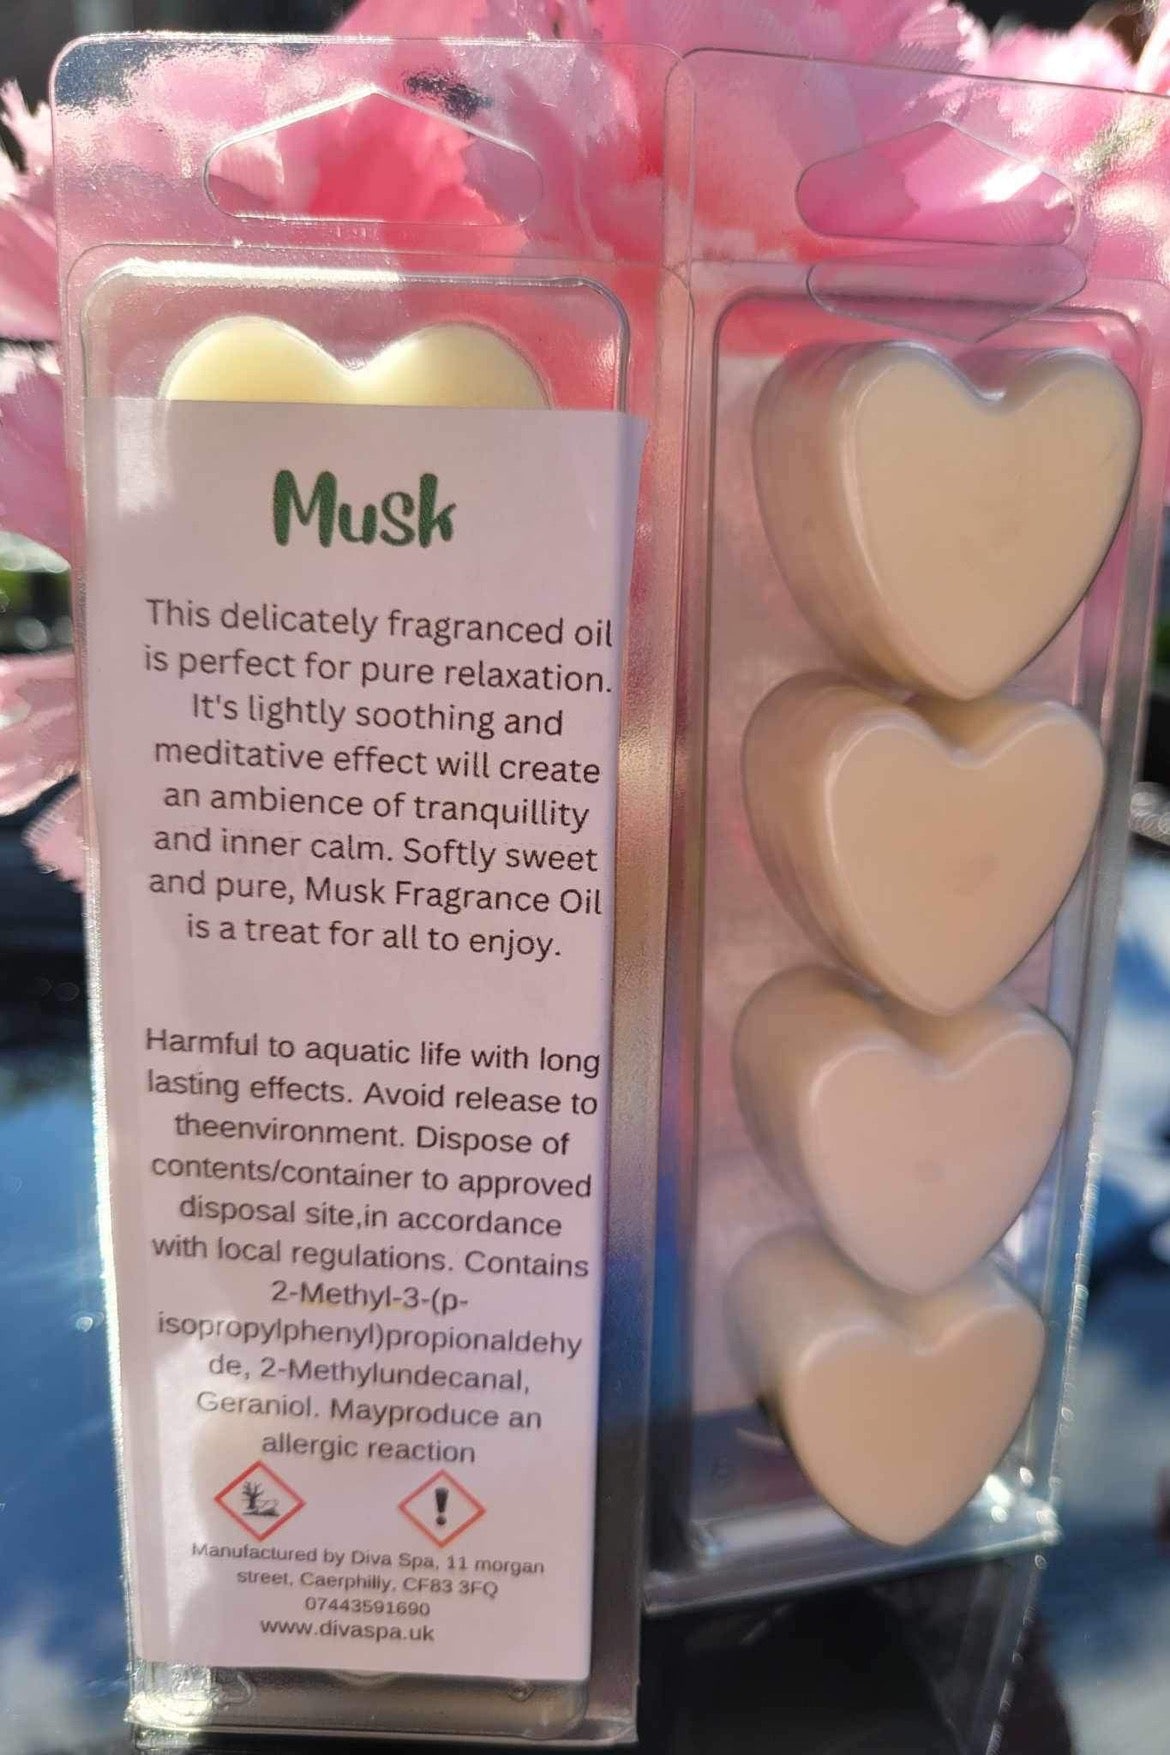 Musk
This delicately fragranced oil
is perfect for pure relaxation.
It's lightly soothing and
meditative effect will create
an ambience of tranquillity
and inner calm. Softly sweet
and pure, Musk Fragrance Oil
is a treat for all to enjoy.
Harmful to aquatic life with long
lasting effects. Avoid release to
theenvironment. Dispose of
contents/container to approved
disposal site,in accordance
with local regulations. Contains
2-Methyl-3-(p-
isopropylphenyl)propionaldehy
de, 2-Methylundecanal,
Geraniol. Mayproduce an
allergic reaction
Manufactured by Diva Spa, 11 morgan
street, Caerphilly, CF83 3FQ
07443591690
www.divaspa.uk